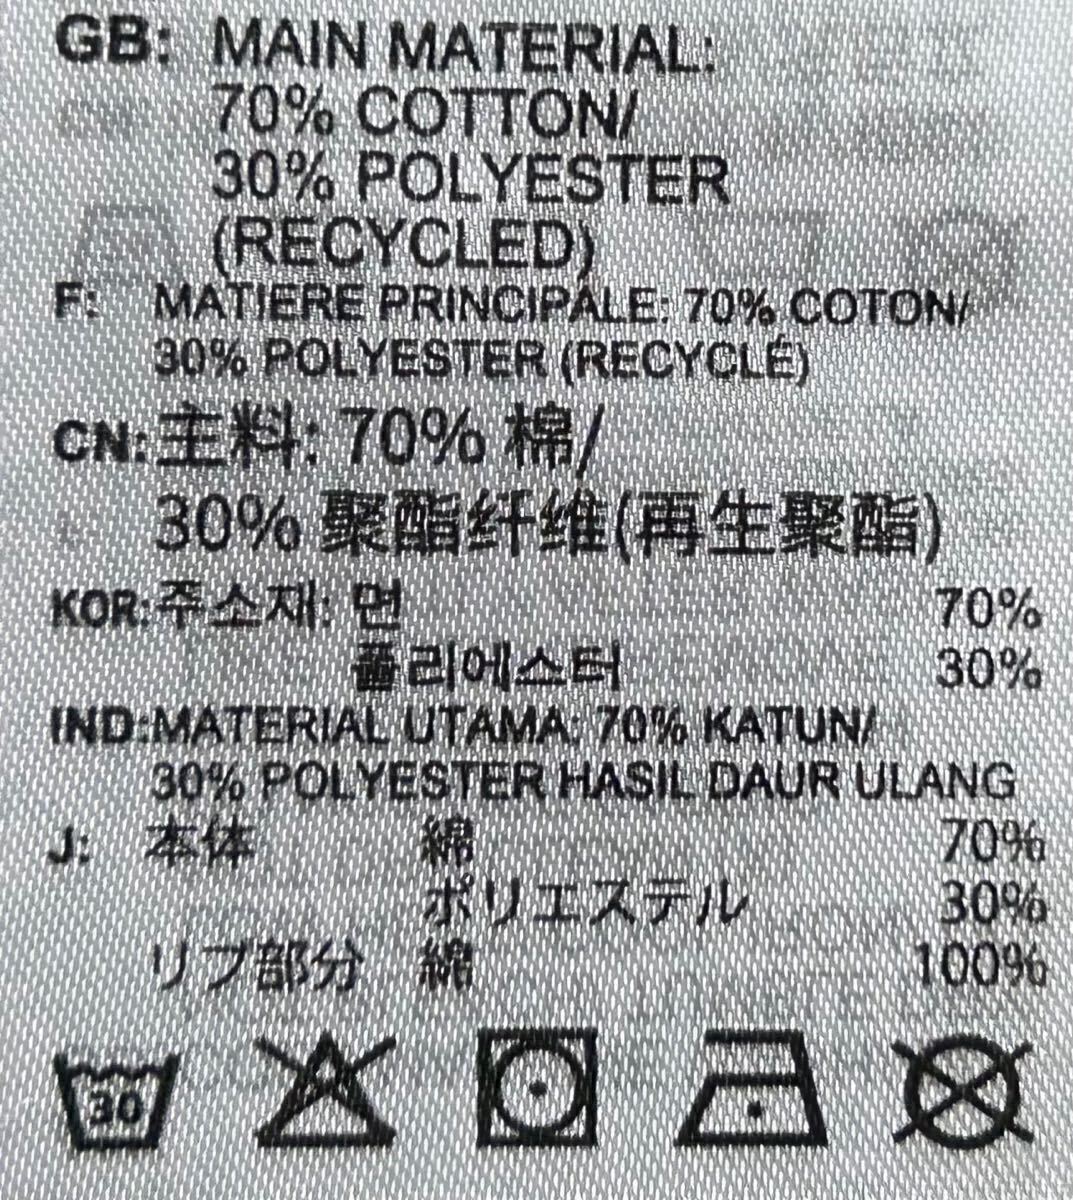 GB: MAIN MATERIAL:
70% COTTON/
30% POLYESTER
(RECYCLED)
F: MATIERE PRINCIPALE: 70% COTON/
30% POLYESTER (RECYCLÉ)
CN: 主料: 70% 棉/
30% 聚酯纤维(再生聚酯)
KOR: 주소재: 면 70%
폴리에스터 30%
IND: MATERIAL UTAMA: 70% KATUN/
30% POLYESTER HASIL DAUR ULANG
J: 本体 綿 70%
ポリエステル 30%
リブ部分 綿 100%
30